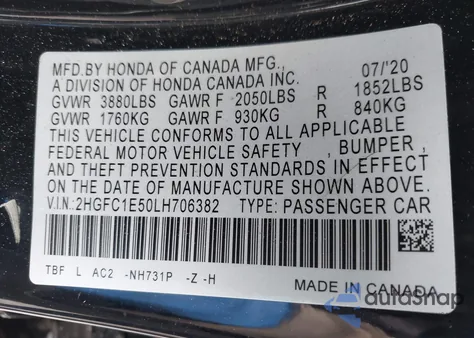 MFD.BY HONDA OF CANADA MFG., 07/'20
A DIVISION OF HONDA CANADA INC.
GVWR 3880LBS GAWR F 2050LBS R 1852LBS
GVWR 1760KG GAWR F 930KG R 840KG
THIS VEHICLE CONFORMS TO ALL APPLICABLE
FEDERAL MOTOR VEHICLE SAFETY , BUMPER ,
AND THEFT PREVENTION STANDARDS IN EFFECT
ON THE DATE OF MANUFACTURE SHOWN ABOVE.
V.I.N.:2HGFC1E50LH706382 TYPE: PASSENGER CAR
TBF L AC2 -NH731P -Z -H
MADE IN CANADA
autosnap